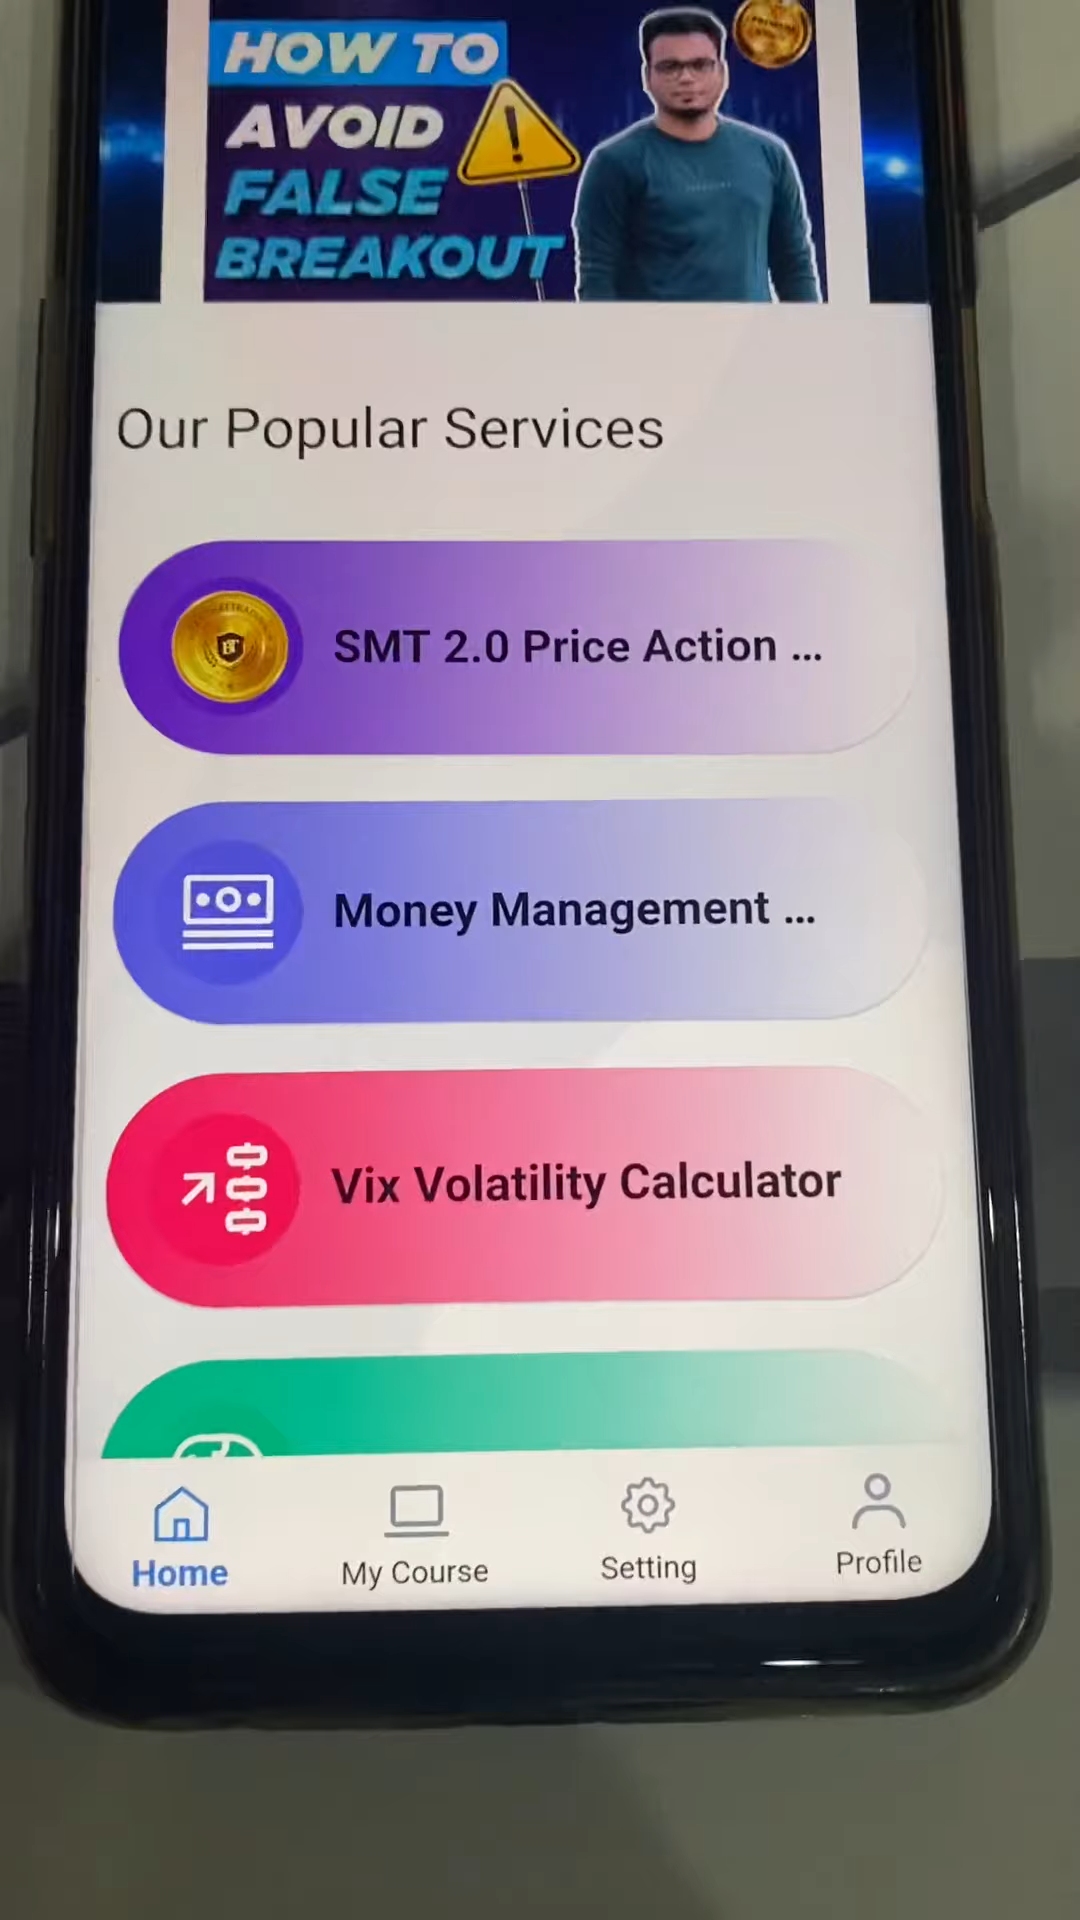 HOW TO
AVOID
FALSE
BREAKOUT
Our Popular Services
SMT 2.0 Price Action ...
Money Management ...
Vix Volatility Calculator
Home
My Course
Setting
Profile